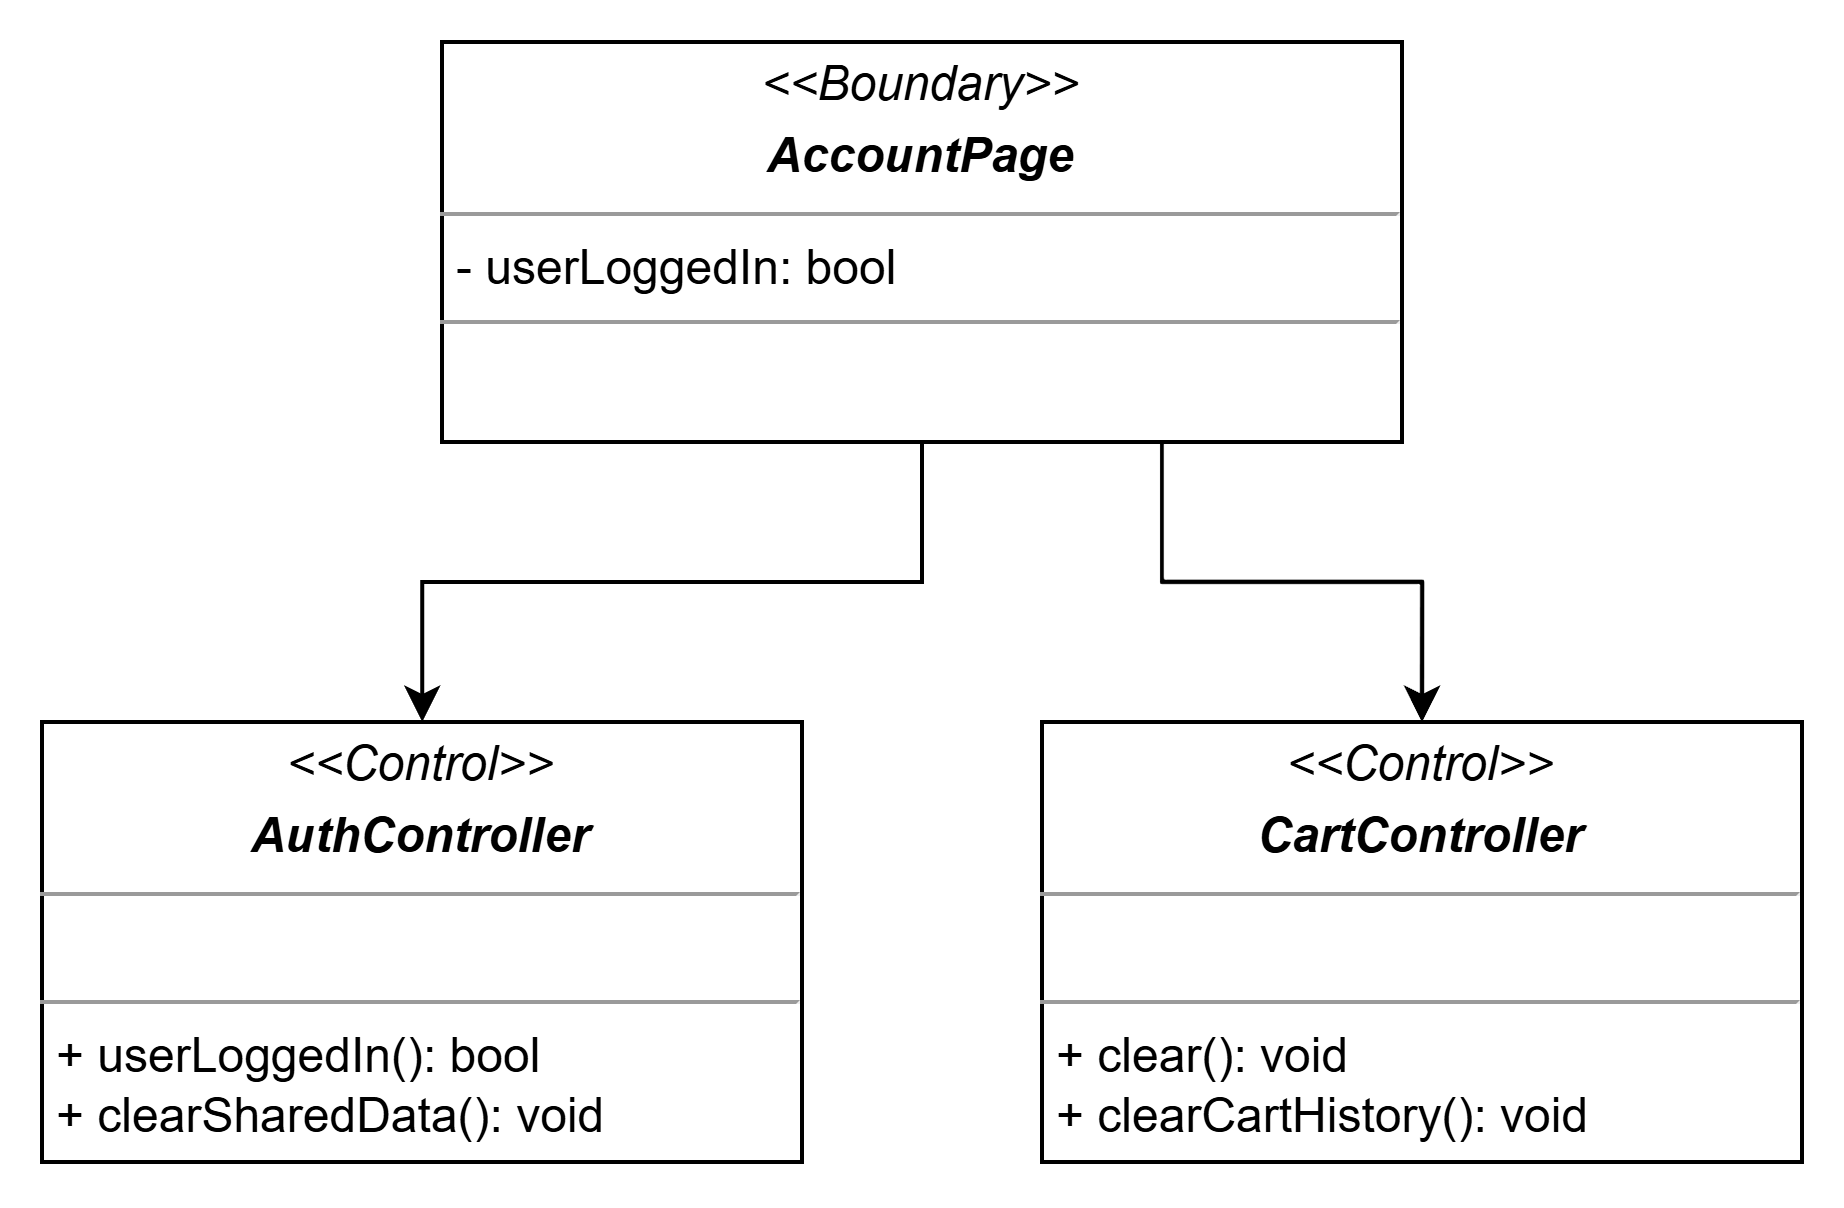 <<Boundary>>
AccountPage
- userLoggedIn: bool
<<Control>>
AuthController
+ userLoggedIn(): bool
+ clearSharedData(): void
<<Control>>
CartController
+ clear(): void
+ clearCartHistory(): void